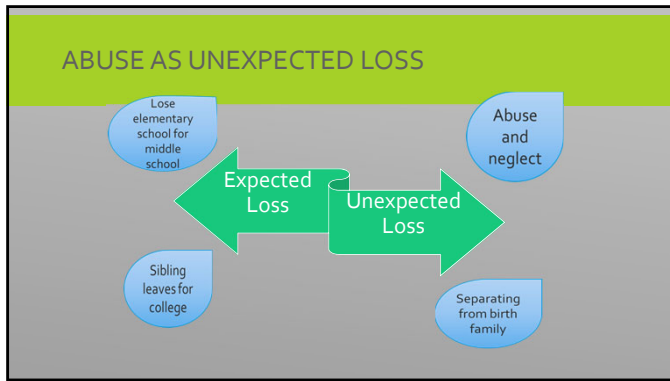 ABUSE AS UNEXPECTED LOSS
Lose
elementary
school for
middle
school
Abuse
and
neglect
Expected
Loss
Unexpected
Loss
Sibling
leaves for
college
Separating
from birth
family